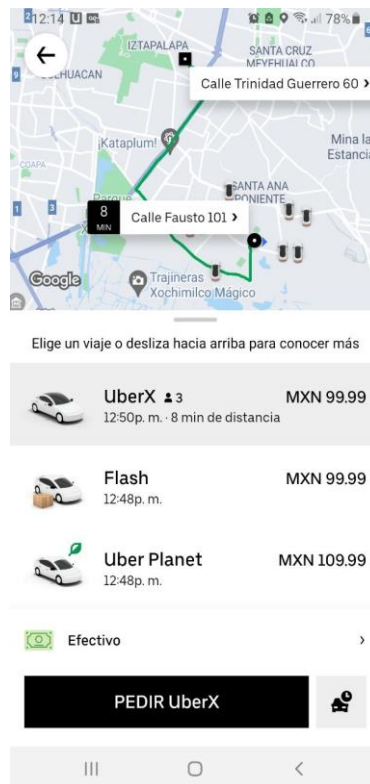 12:14
78%
IZTAPALAPA
SANTA CRUZ
MEYEHUALCO
Calle Trinidad Guerrero 60 >
¡Kataplum!
Mina la
Estancia
COAPA
SANTA ANA
PONIENTE
Parque
8
MIN
Calle Fausto 101 >
Google
Trajineras
Xochimilco Mágico
Elige un viaje o desliza hacia arriba para conocer más
UberX 3 MXN 99.99
12:50p. m. · 8 min de distancia
Flash MXN 99.99
12:48p. m.
Uber Planet MXN 109.99
12:48p. m.
Efectivo >
PEDIR UberX